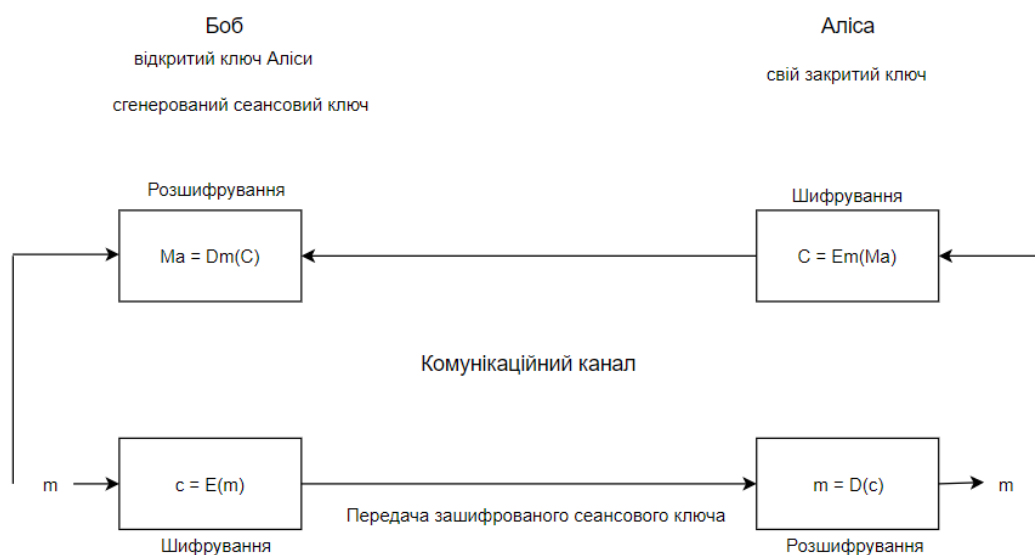 Боб
Аліса
відкритий ключ Аліси
свій закритий ключ
сгенерований сеансовий ключ
Розшифрування
Шифрування
Ma = Dm(C)
C = Em(Ma)
Комунікаційний канал
m
c = E(m)
m = D(c)
m
Передача зашифрованого сеансового ключа
Шифрування
Розшифрування